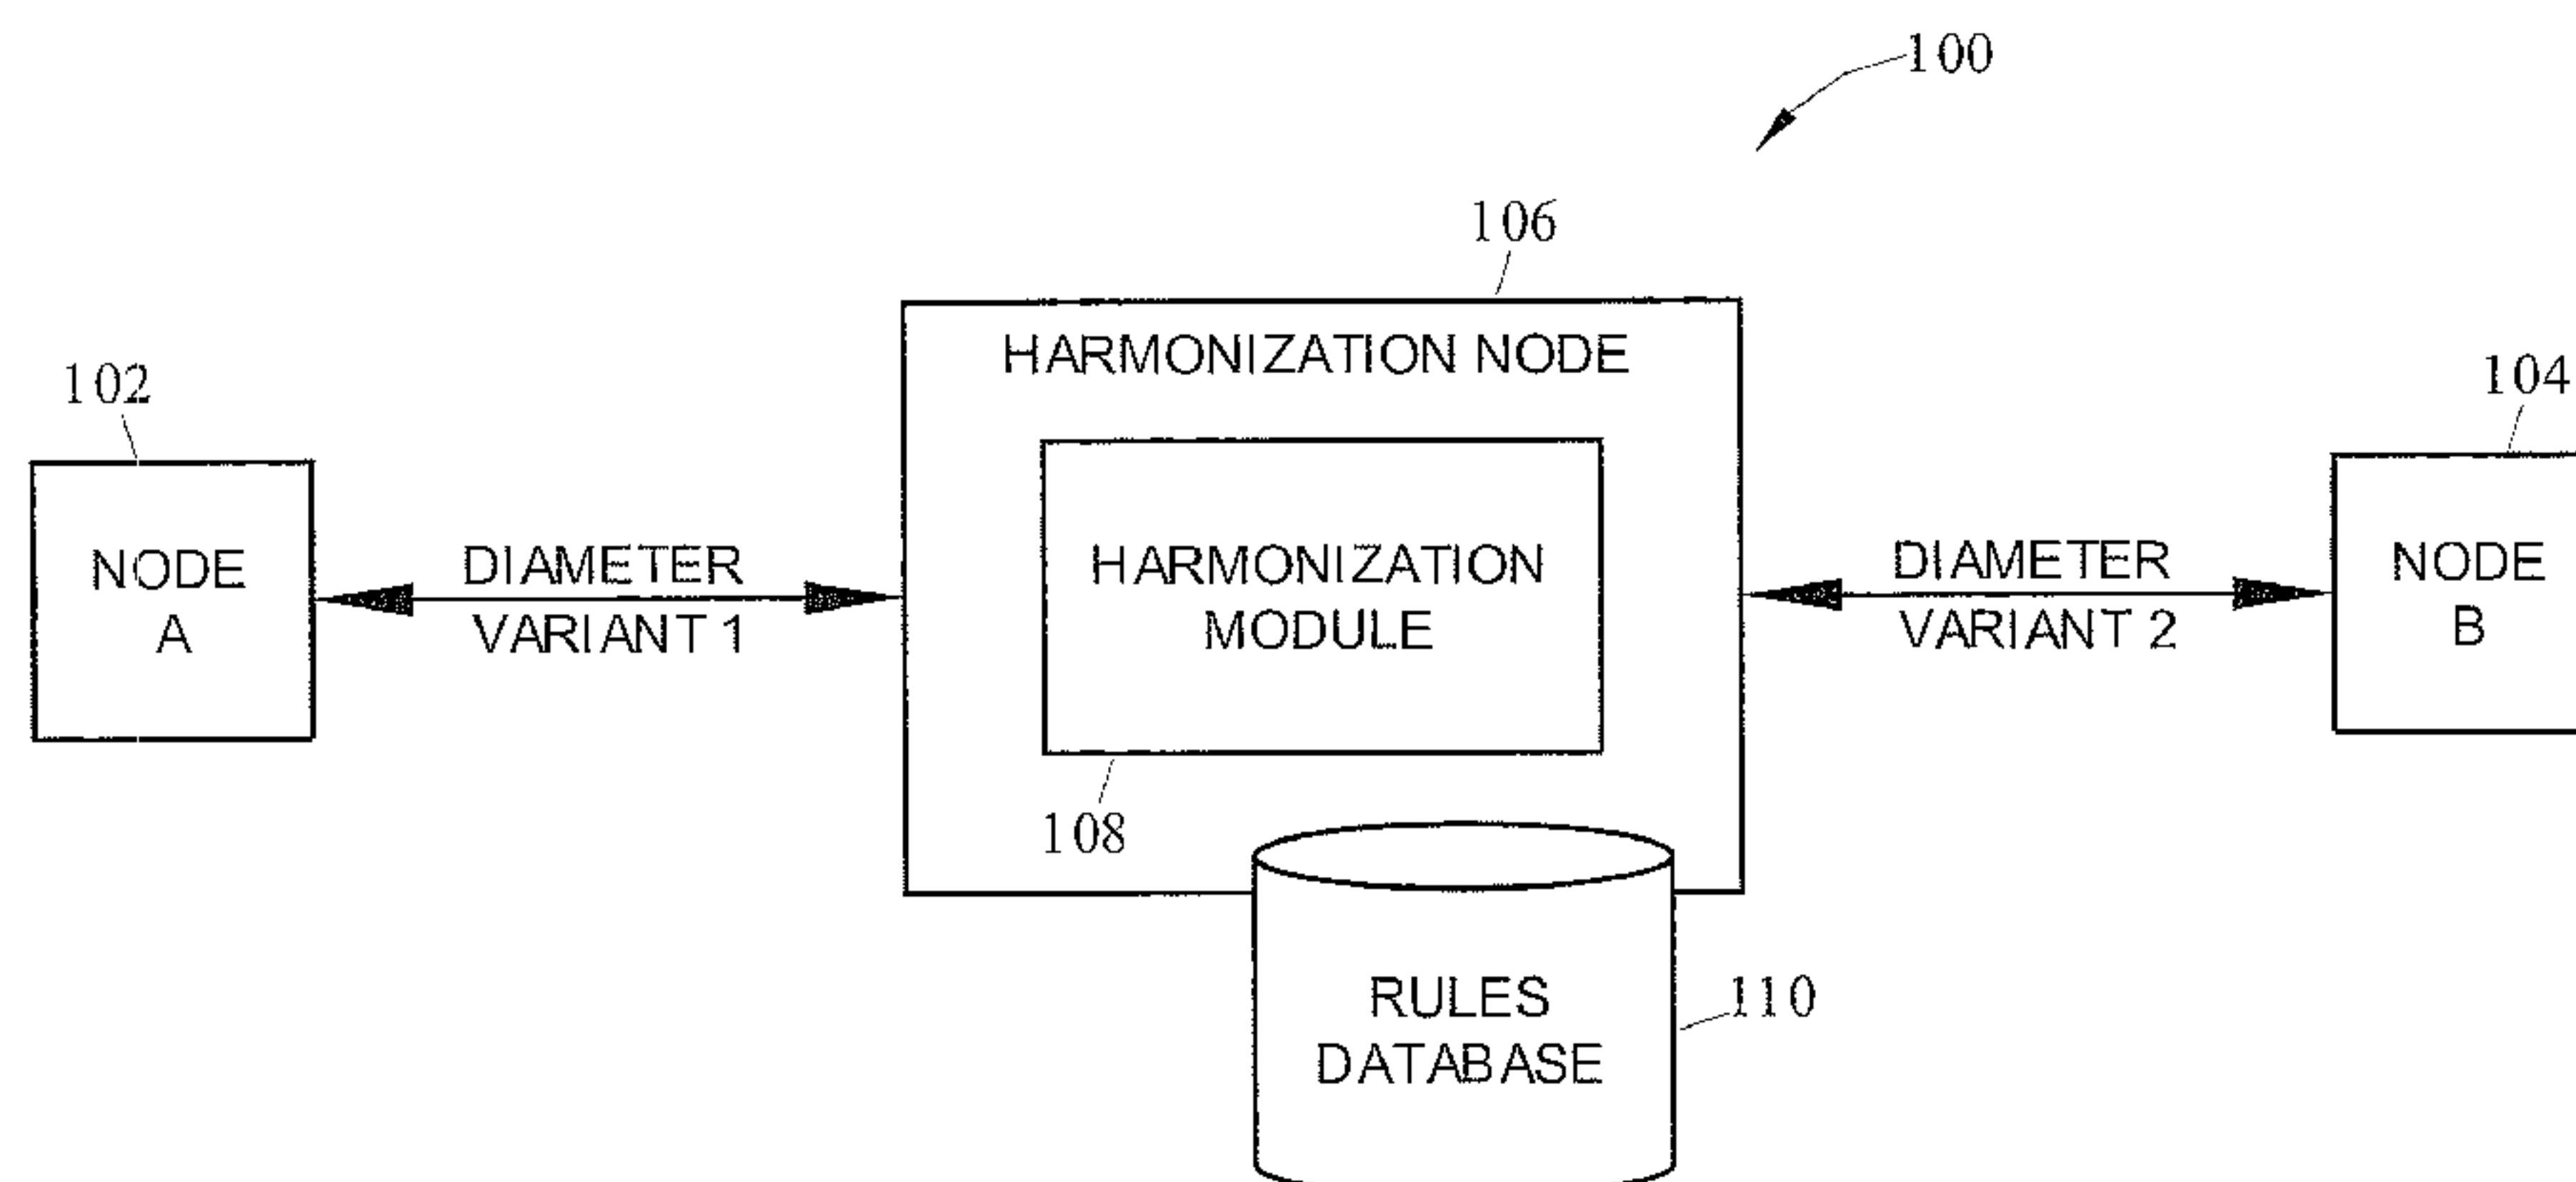 100
106
HARMONIZATION NODE
102
104
NODE
A
DIAMETER
VARIANT 1
HARMONIZATION
MODULE
DIAMETER
VARIANT 2
NODE
B
108
RULES
DATABASE
110